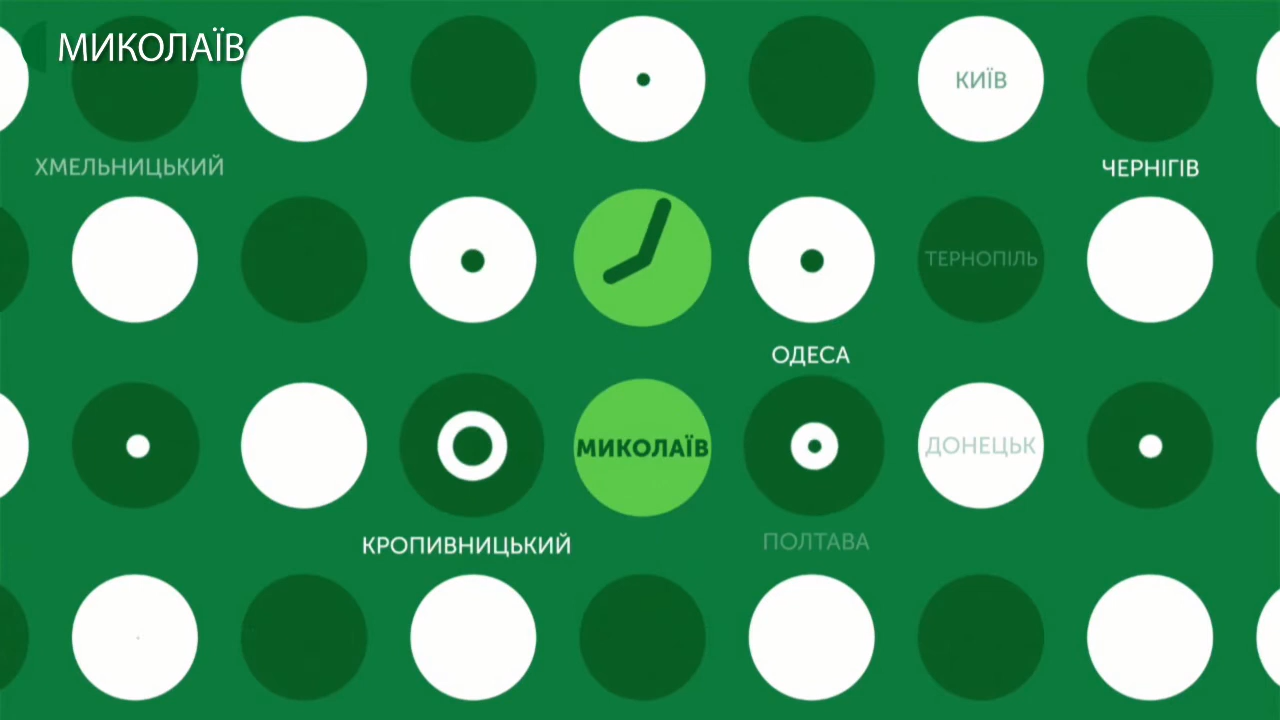 МИКОЛАЇВ
КИЇВ
ХМЕЛЬНИЦЬКИЙ
ЧЕРНІГІВ
ТЕРНОПІЛЬ
ОДЕСА
МИКОЛАЇВ
ДОНЕЦЬК
КРОПИВНИЦЬКИЙ
ПОЛТАВА